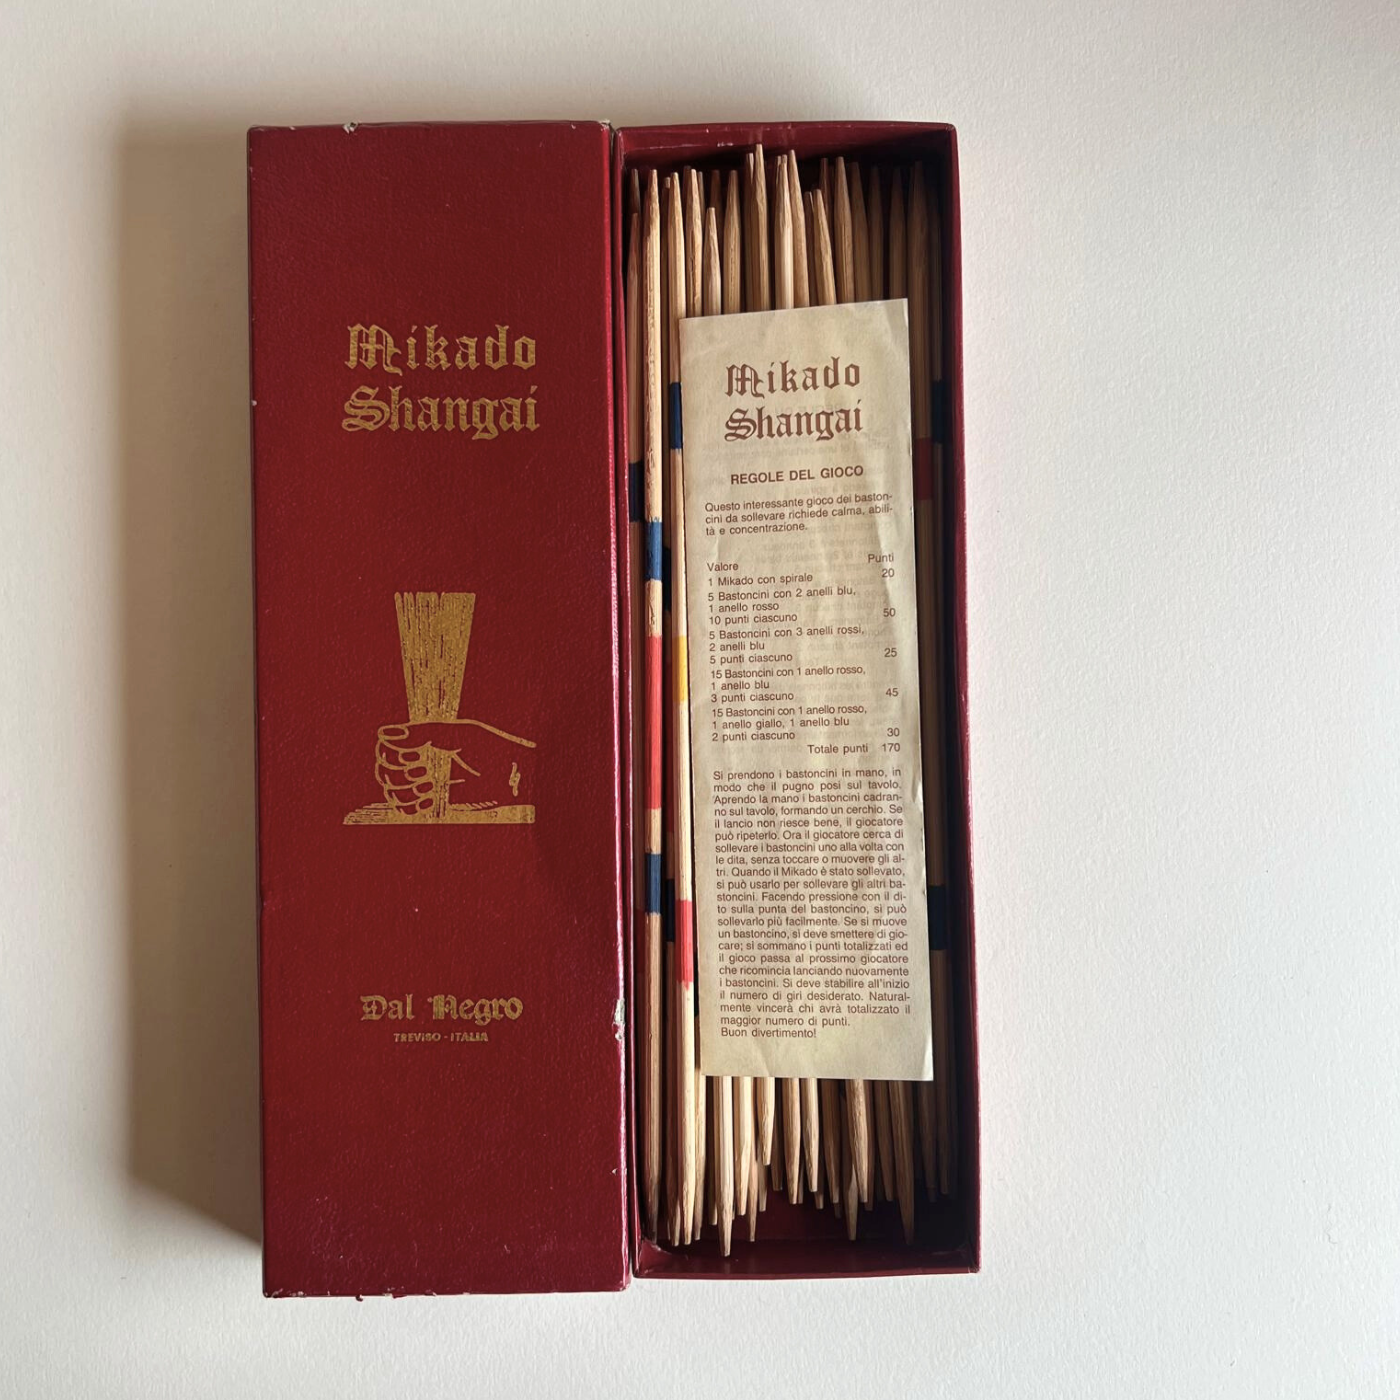 Mikado
Shangai
Dal Negro
TREVISO - ITALIA
Mikado
Shangai
REGOLE DEL GIOCO
Questo interessante gioco dei baston-
cini da sollevare richiede calma, abili-
tà e concentrazione.
Valore Punti
1 Mikado con spirale 20
5 Bastoncini con 2 anelli blu,
1 anello rosso
10 punti ciascuno 50
5 Bastoncini con 3 anelli rossi,
2 anelli blu
5 punti ciascuno 25
15 Bastoncini con 1 anello rosso,
1 anello blu
3 punti ciascuno 45
15 Bastoncini con 1 anello rosso,
1 anello giallo, 1 anello blu
2 punti ciascuno 30
Totale punti 170
Si prendono i bastoncini in mano, in
modo che il pugno posi sul tavolo.
Aprendo la mano i bastoncini cadran-
no sul tavolo, formando un cerchio. Se
il lancio non riesce bene, il giocatore
può ripeterlo. Ora il giocatore cerca di
sollevare i bastoncini uno alla volta con
le dita, senza toccare o muovere gli al-
tri. Quando il Mikado è stato sollevato,
si può usarlo per sollevare gli altri ba-
stoncini. Facendo pressione con il di-
to sulla punta del bastoncino, si può
sollevarlo più facilmente. Se si muove
un bastoncino, si deve smettere di gio-
care; si sommano i punti totalizzati ed
il gioco passa al prossimo giocatore
che ricomincia lanciando nuovamente
i bastoncini. Si deve stabilire all'inizio
il numero di giri desiderato. Natural-
mente vincerà chi avrà totalizzato il
maggior numero di punti.
Buon divertimento!